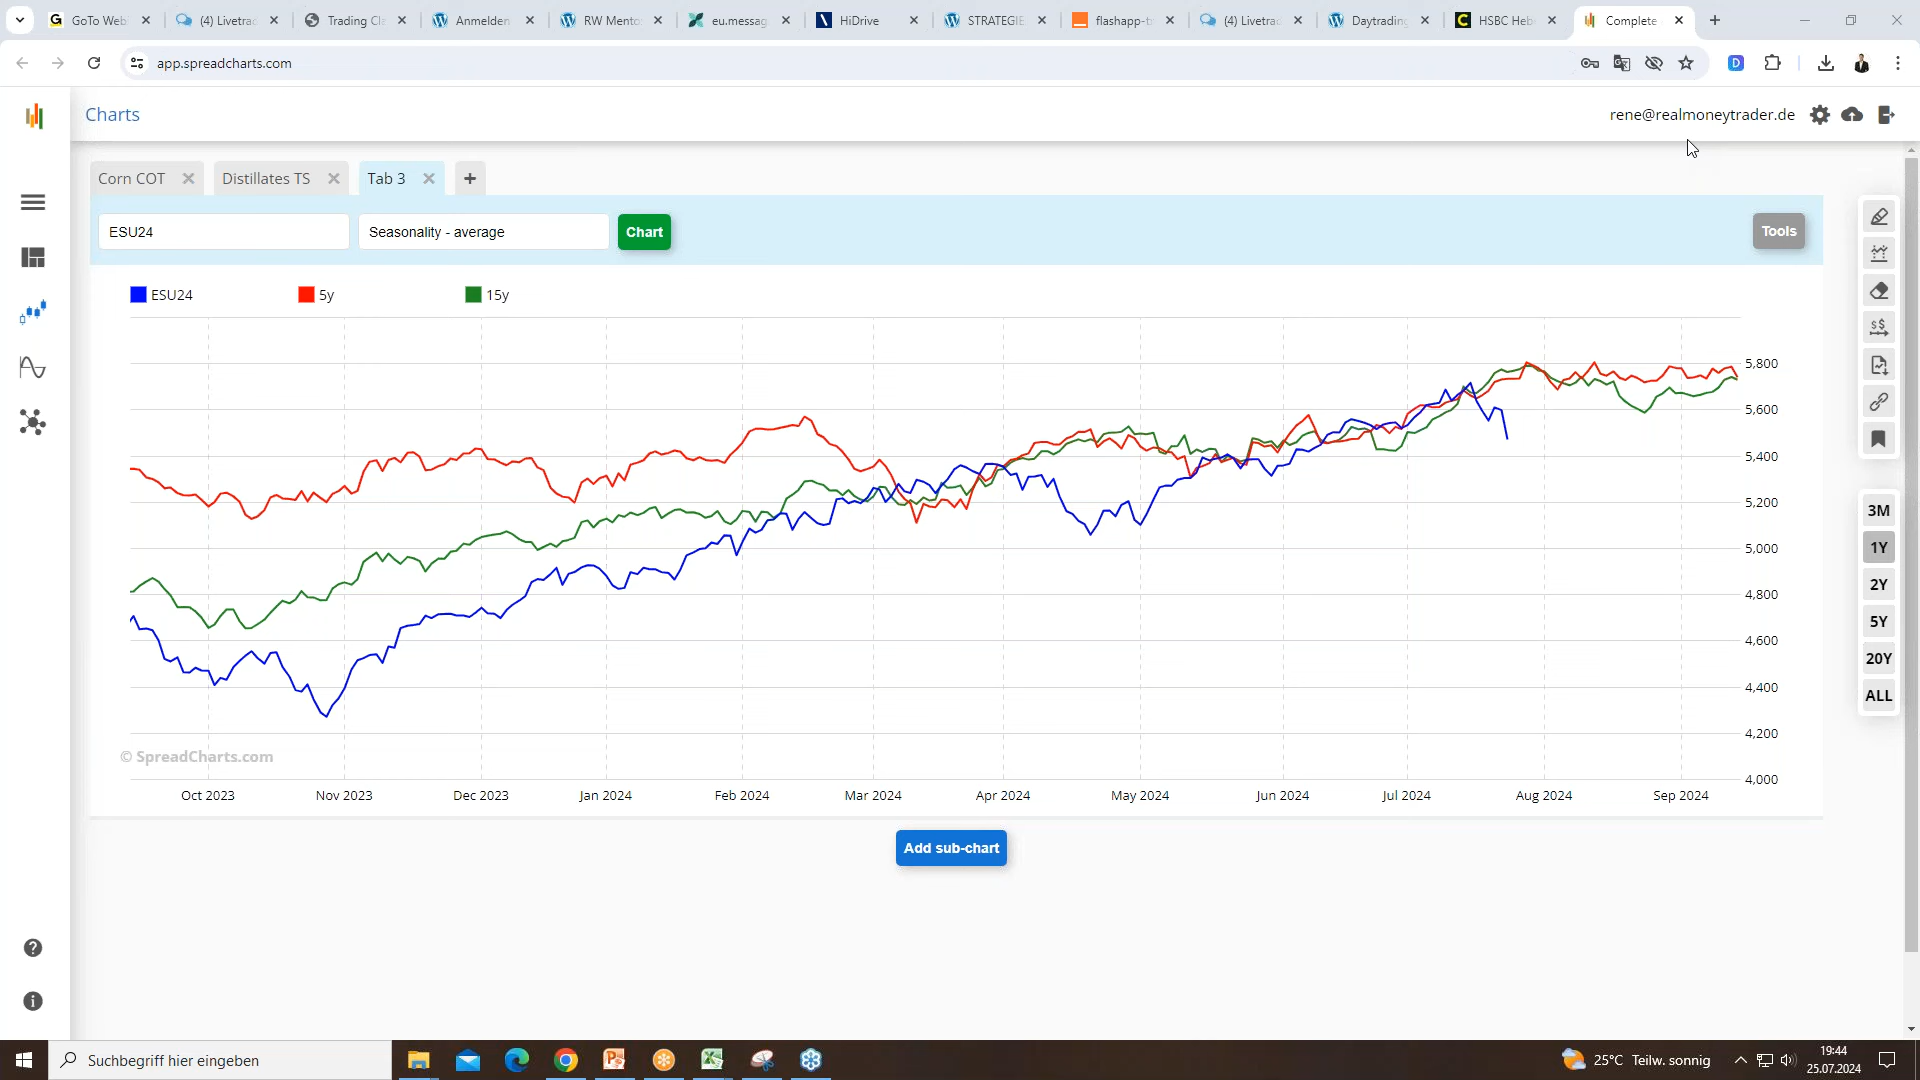 GoTo Web
(4) Livetrad
Trading Cl
Anmelden
RW Mento
eu.messag
HiDrive
STRATEGIE
flashapp-t
(4) Livetrad
Daytrading
HSBC Heb
Complete
app.spreadcharts.com
Charts
rene@realmoneytrader.de
Corn COT
Distillates TS
Tab 3
+
ESU24
Seasonality - average
Chart
Tools
ESU24
5y
15y
5,800
5,600
5,400
5,200
5,000
4,800
4,600
4,400
4,200
4,000
© SpreadCharts.com
Oct 2023
Nov 2023
Dec 2023
Jan 2024
Feb 2024
Mar 2024
Apr 2024
May 2024
Jun 2024
Jul 2024
Aug 2024
Sep 2024
3M
1Y
2Y
5Y
20Y
ALL
Add sub-chart
Suchbegriff hier eingeben
25°C Teilw. sonnig
19:44
25.07.2024